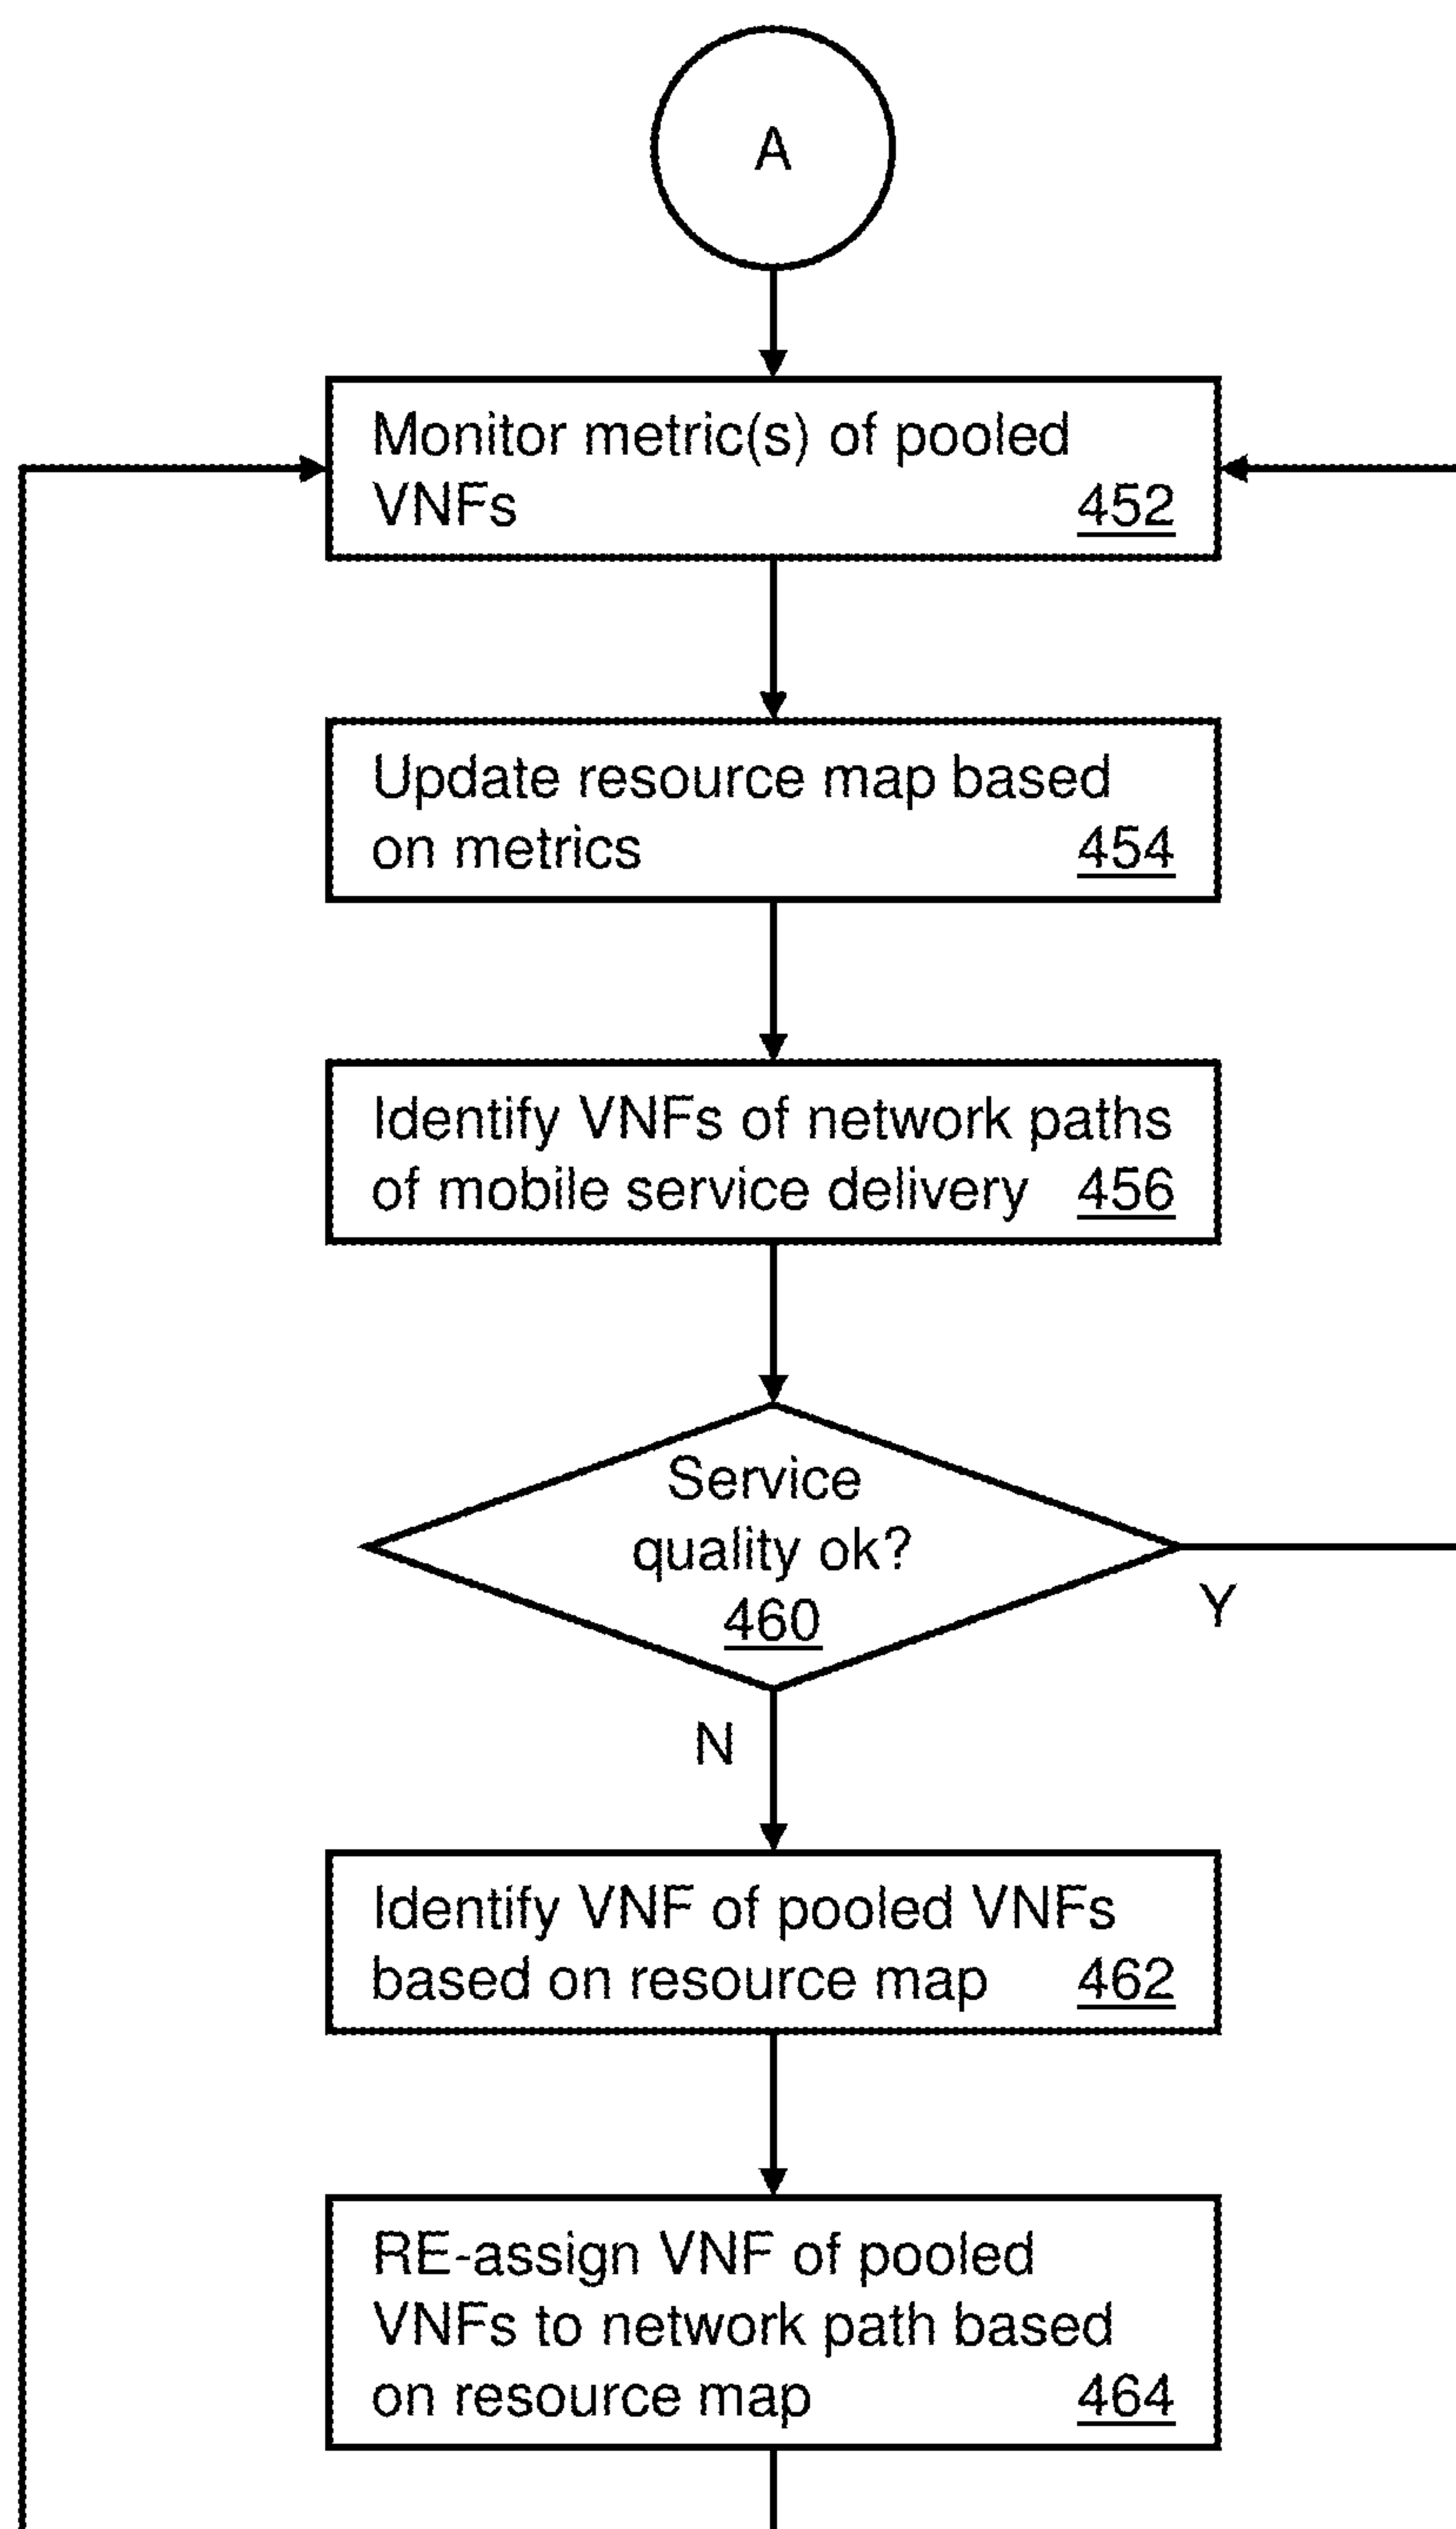 A
Monitor metric(s) of pooled
VNFs 452
Update resource map based
on metrics 454
Identify VNFs of network paths
of mobile service delivery 456
Service
quality ok?
460
Y
N
Identify VNF of pooled VNFs
based on resource map 462
RE-assign VNF of pooled
VNFs to network path based
on resource map 464